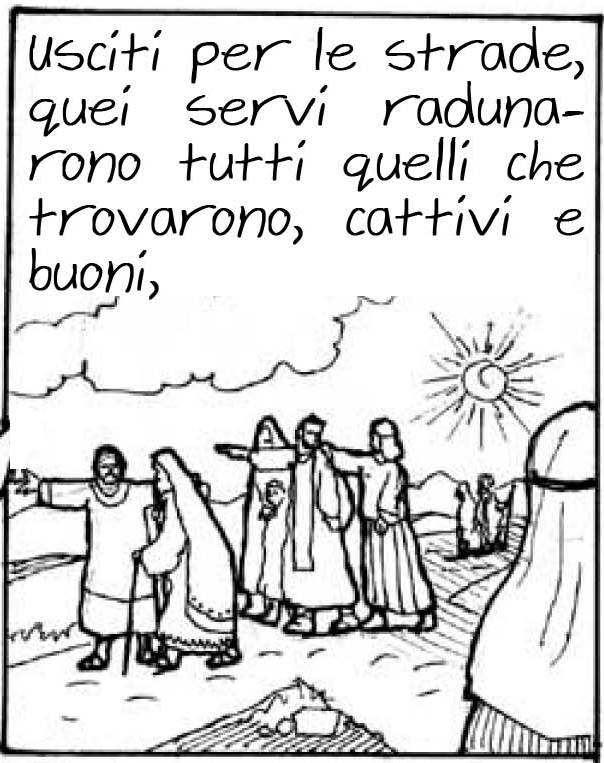 usciti per le strade,
quei servi raduna-
rono tutti quelli che
trovarono, cattivi e
buoni,